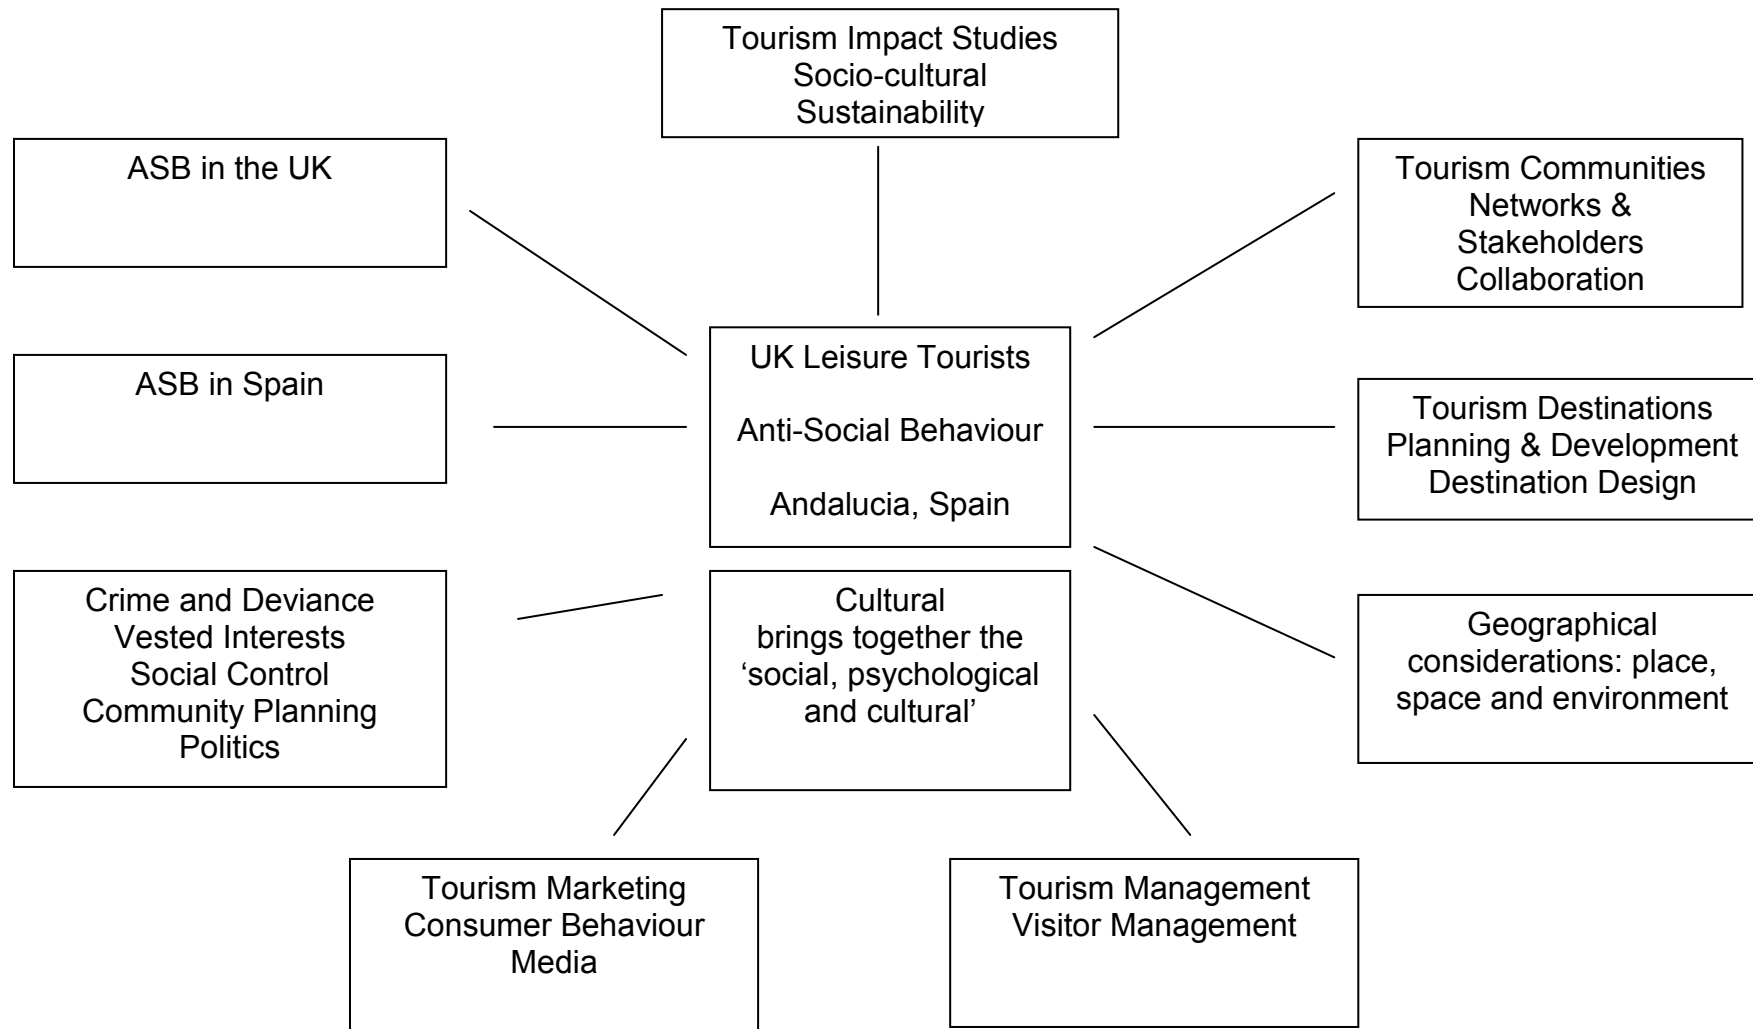 Tourism Impact Studies
Socio-cultural
Sustainability
ASB in the UK
Tourism Communities
Networks &
Stakeholders
Collaboration
ASB in Spain
UK Leisure Tourists
Anti-Social Behaviour
Andalucia, Spain
Tourism Destinations
Planning & Development
Destination Design
Crime and Deviance
Vested Interests
Social Control
Community Planning
Politics
Cultural
brings together the
‘social, psychological
and cultural’
Geographical
considerations: place,
space and environment
Tourism Marketing
Consumer Behaviour
Media
Tourism Management
Visitor Management